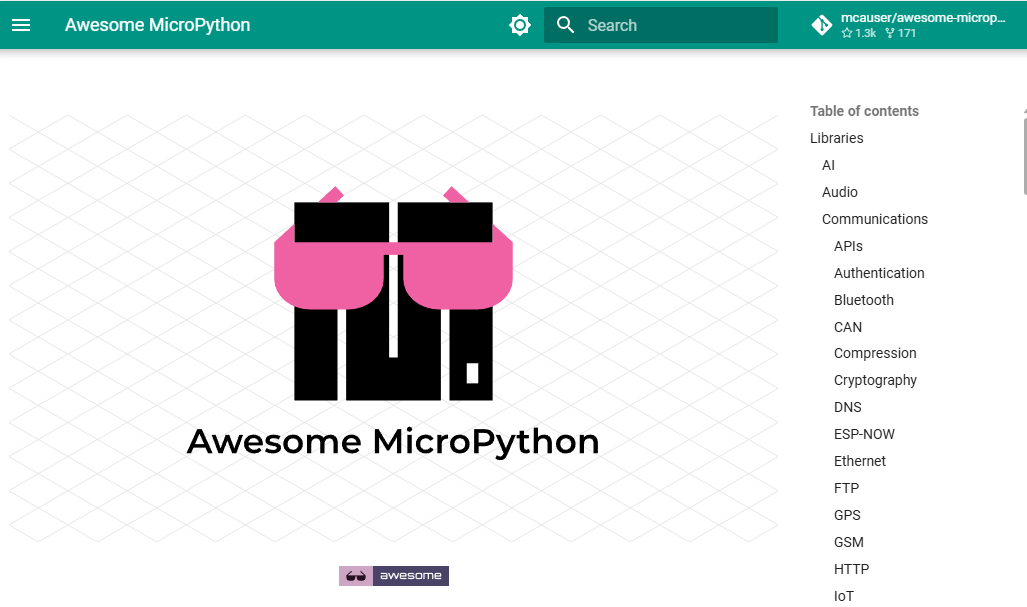 Awesome MicroPython
Search
mcauser/awesome-microp...
1.3k 171
Awesome MicroPython
awesome
Table of contents
Libraries
AI
Audio
Communications
APIs
Authentication
Bluetooth
CAN
Compression
Cryptography
DNS
ESP-NOW
Ethernet
FTP
GPS
GSM
HTTP
IoT